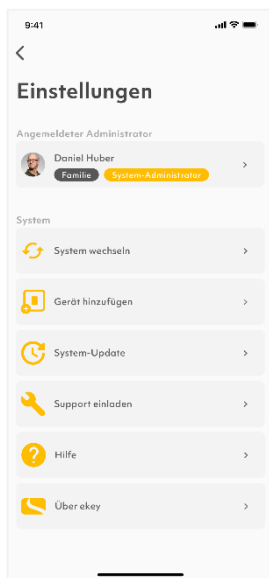 9:41
Einstellungen
Angemeldeter Administrator
Daniel Huber
Familie System-Administrator
System
System wechseln
Gerät hinzufügen
System-Update
Support einladen
Hilfe
Über ekey